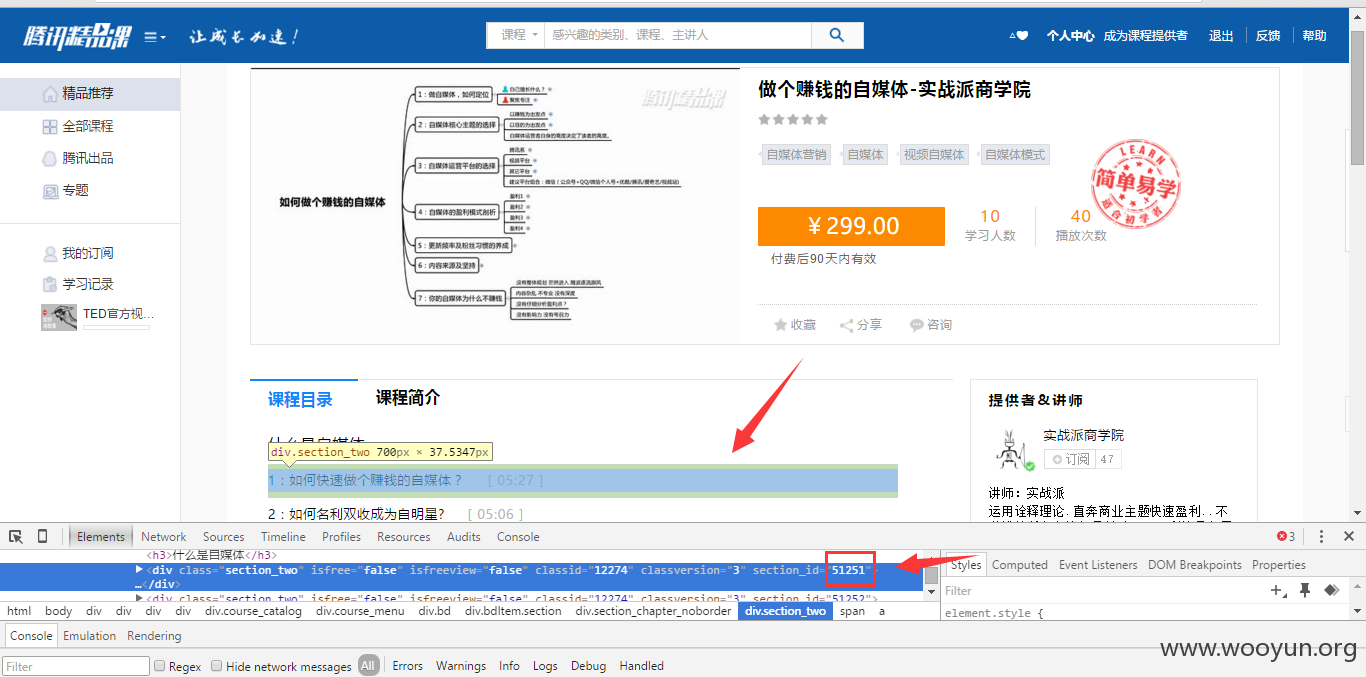 腾讯精品课
让成长加速！
课程
感兴趣的类别、课程、主讲人
个人中心 成为课程提供者 退出 反馈 帮助
精品推荐
全部课程
腾讯出品
专题
我的订阅
学习记录
TED官方视...
如何做个赚钱的自媒体
1：做自媒体，如何定位
自己擅长什么？
聚焦专注
2：自媒体核心主题的选择
以赚钱为出发点
以目的为出发点
自媒体运营者自身的高度决定了读者的高度。
3：自媒体运营平台的选择
腾讯系
视频平台
其它平台
建议平台组合：微信（公众号+QQ/微信个人号+优酷/腾讯/爱奇艺/视频站）
4：自媒体的盈利模式剖析
盈利1
盈利2
盈利3
盈利4
5：更新频率及粉丝习惯的养成
6：内容来源及坚持
7：你的自媒体为什么不赚钱
没有整体规划 茫然进入 随波逐流跟风
内容杂乱 不专业 没有深度
没有仔细分析盈利点？
没有影响力 没有号召力
腾讯精品课
做个赚钱的自媒体-实战派商学院
自媒体营销 自媒体 视频自媒体 自媒体模式
LEARN
简单易学
适合初学者
￥299.00
10
学习人数
40
播放次数
付费后90天内有效
收藏 分享 咨询
课程目录 课程简介
什么是自媒体
div.section_two 700px × 37.5347px
1：如何快速做个赚钱的自媒体？ [ 05:27 ]
2：如何名利双收成为自明星? [ 05:06 ]
提供者&讲师
实战派商学院
订阅 47
讲师：实战派
运用诠释理论.直奔商业主题快速盈利..不
Elements Network Sources Timeline Profiles Resources Audits Console
3
<h3>什么是自媒体</h3>
<div class="section_two" isfree="false" isfreeview="false" classid="12274" classversion="3" section_id="51251">
…</div>
<div class="section_two" isfree="false" isfreeview="false" classid="12274" classversion="3" section_id="51252">
html body div div div div div.course_catalog div.course_menu div.bd div.bdltem.section div.section_chapter_noborder div.section_two span a
Styles Computed Event Listeners DOM Breakpoints Properties
Filter
element.style {
Console Emulation Rendering
Filter Regex Hide network messages All Errors Warnings Info Logs Debug Handled
www.wooyun.org